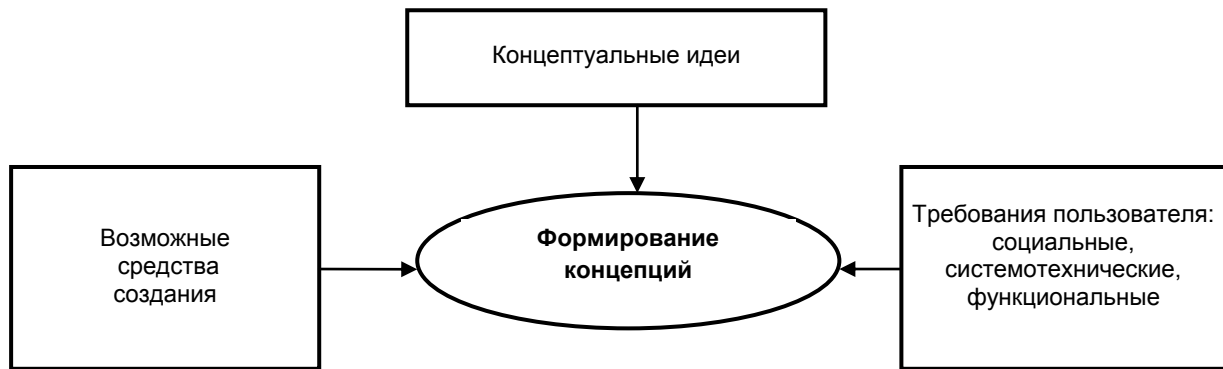 Концептуальные идеи
Возможные
средства
создания
Формирование
концепций
Требования пользователя:
социальные,
системотехнические,
функциональные